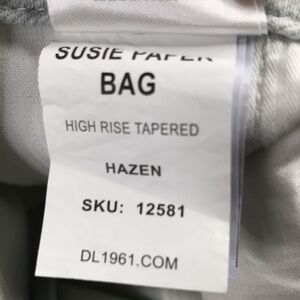 SUSIE PAPER
BAG
HIGH RISE TAPERED
HAZEN
SKU: 12581
DL1961.COM